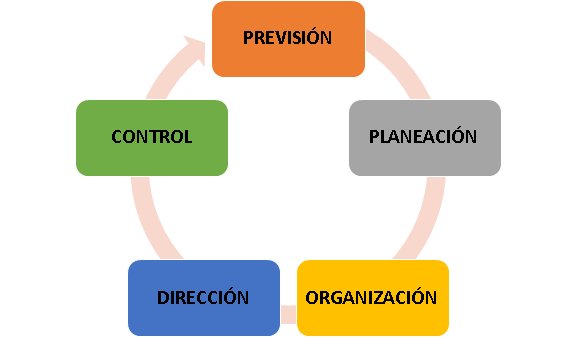 PREVISIÓN
PLANEACIÓN
ORGANIZACIÓN
DIRECCIÓN
CONTROL